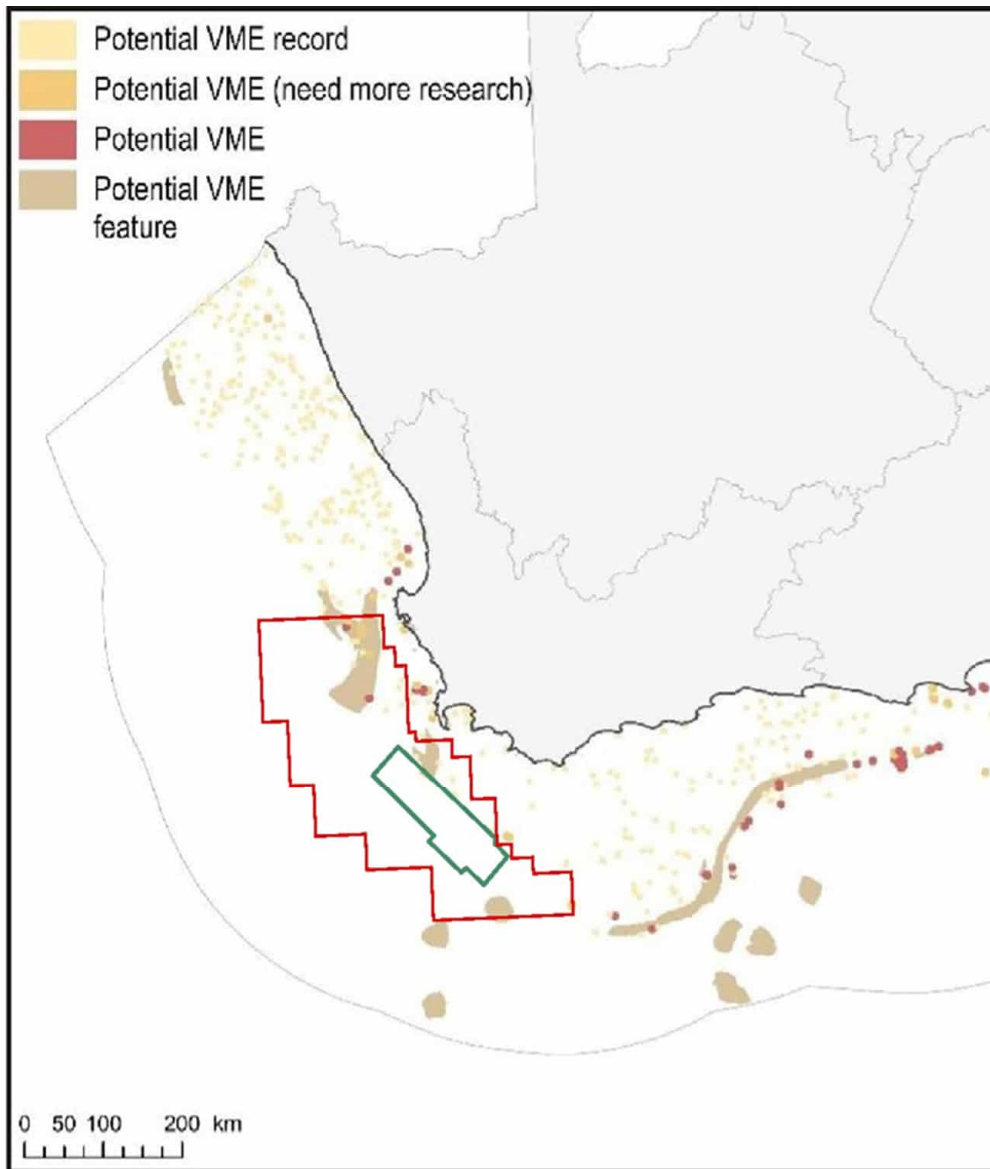 Potential VME record
Potential VME (need more research)
Potential VME
Potential VME
feature
0 50 100 200 km